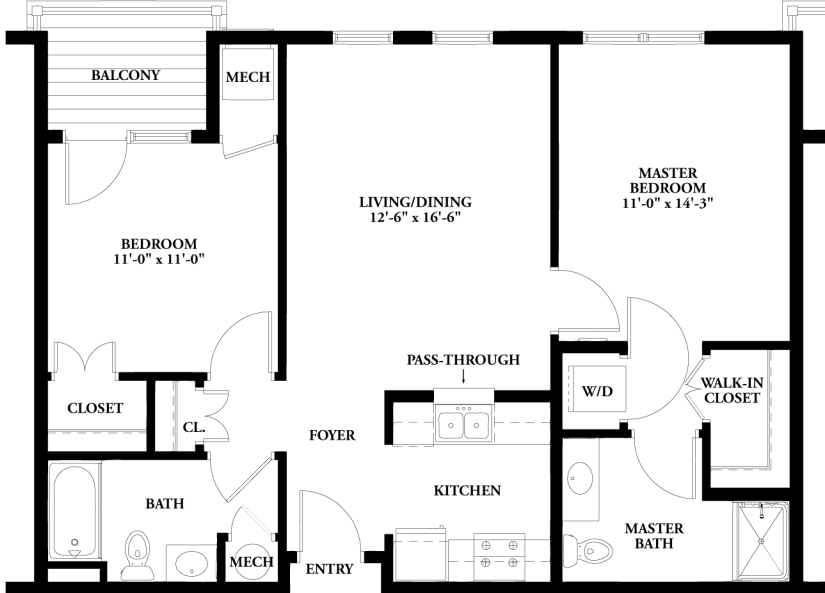 BALCONY
MECH
MASTER
BEDROOM
11'-0" x 14'-3"
LIVING/DINING
12'-6" x 16'-6"
BEDROOM
11'-0" x 11'-0"
PASS-THROUGH
W/D
WALK-IN
CLOSET
CLOSET
CL.
FOYER
KITCHEN
BATH
MASTER
BATH
MECH
ENTRY